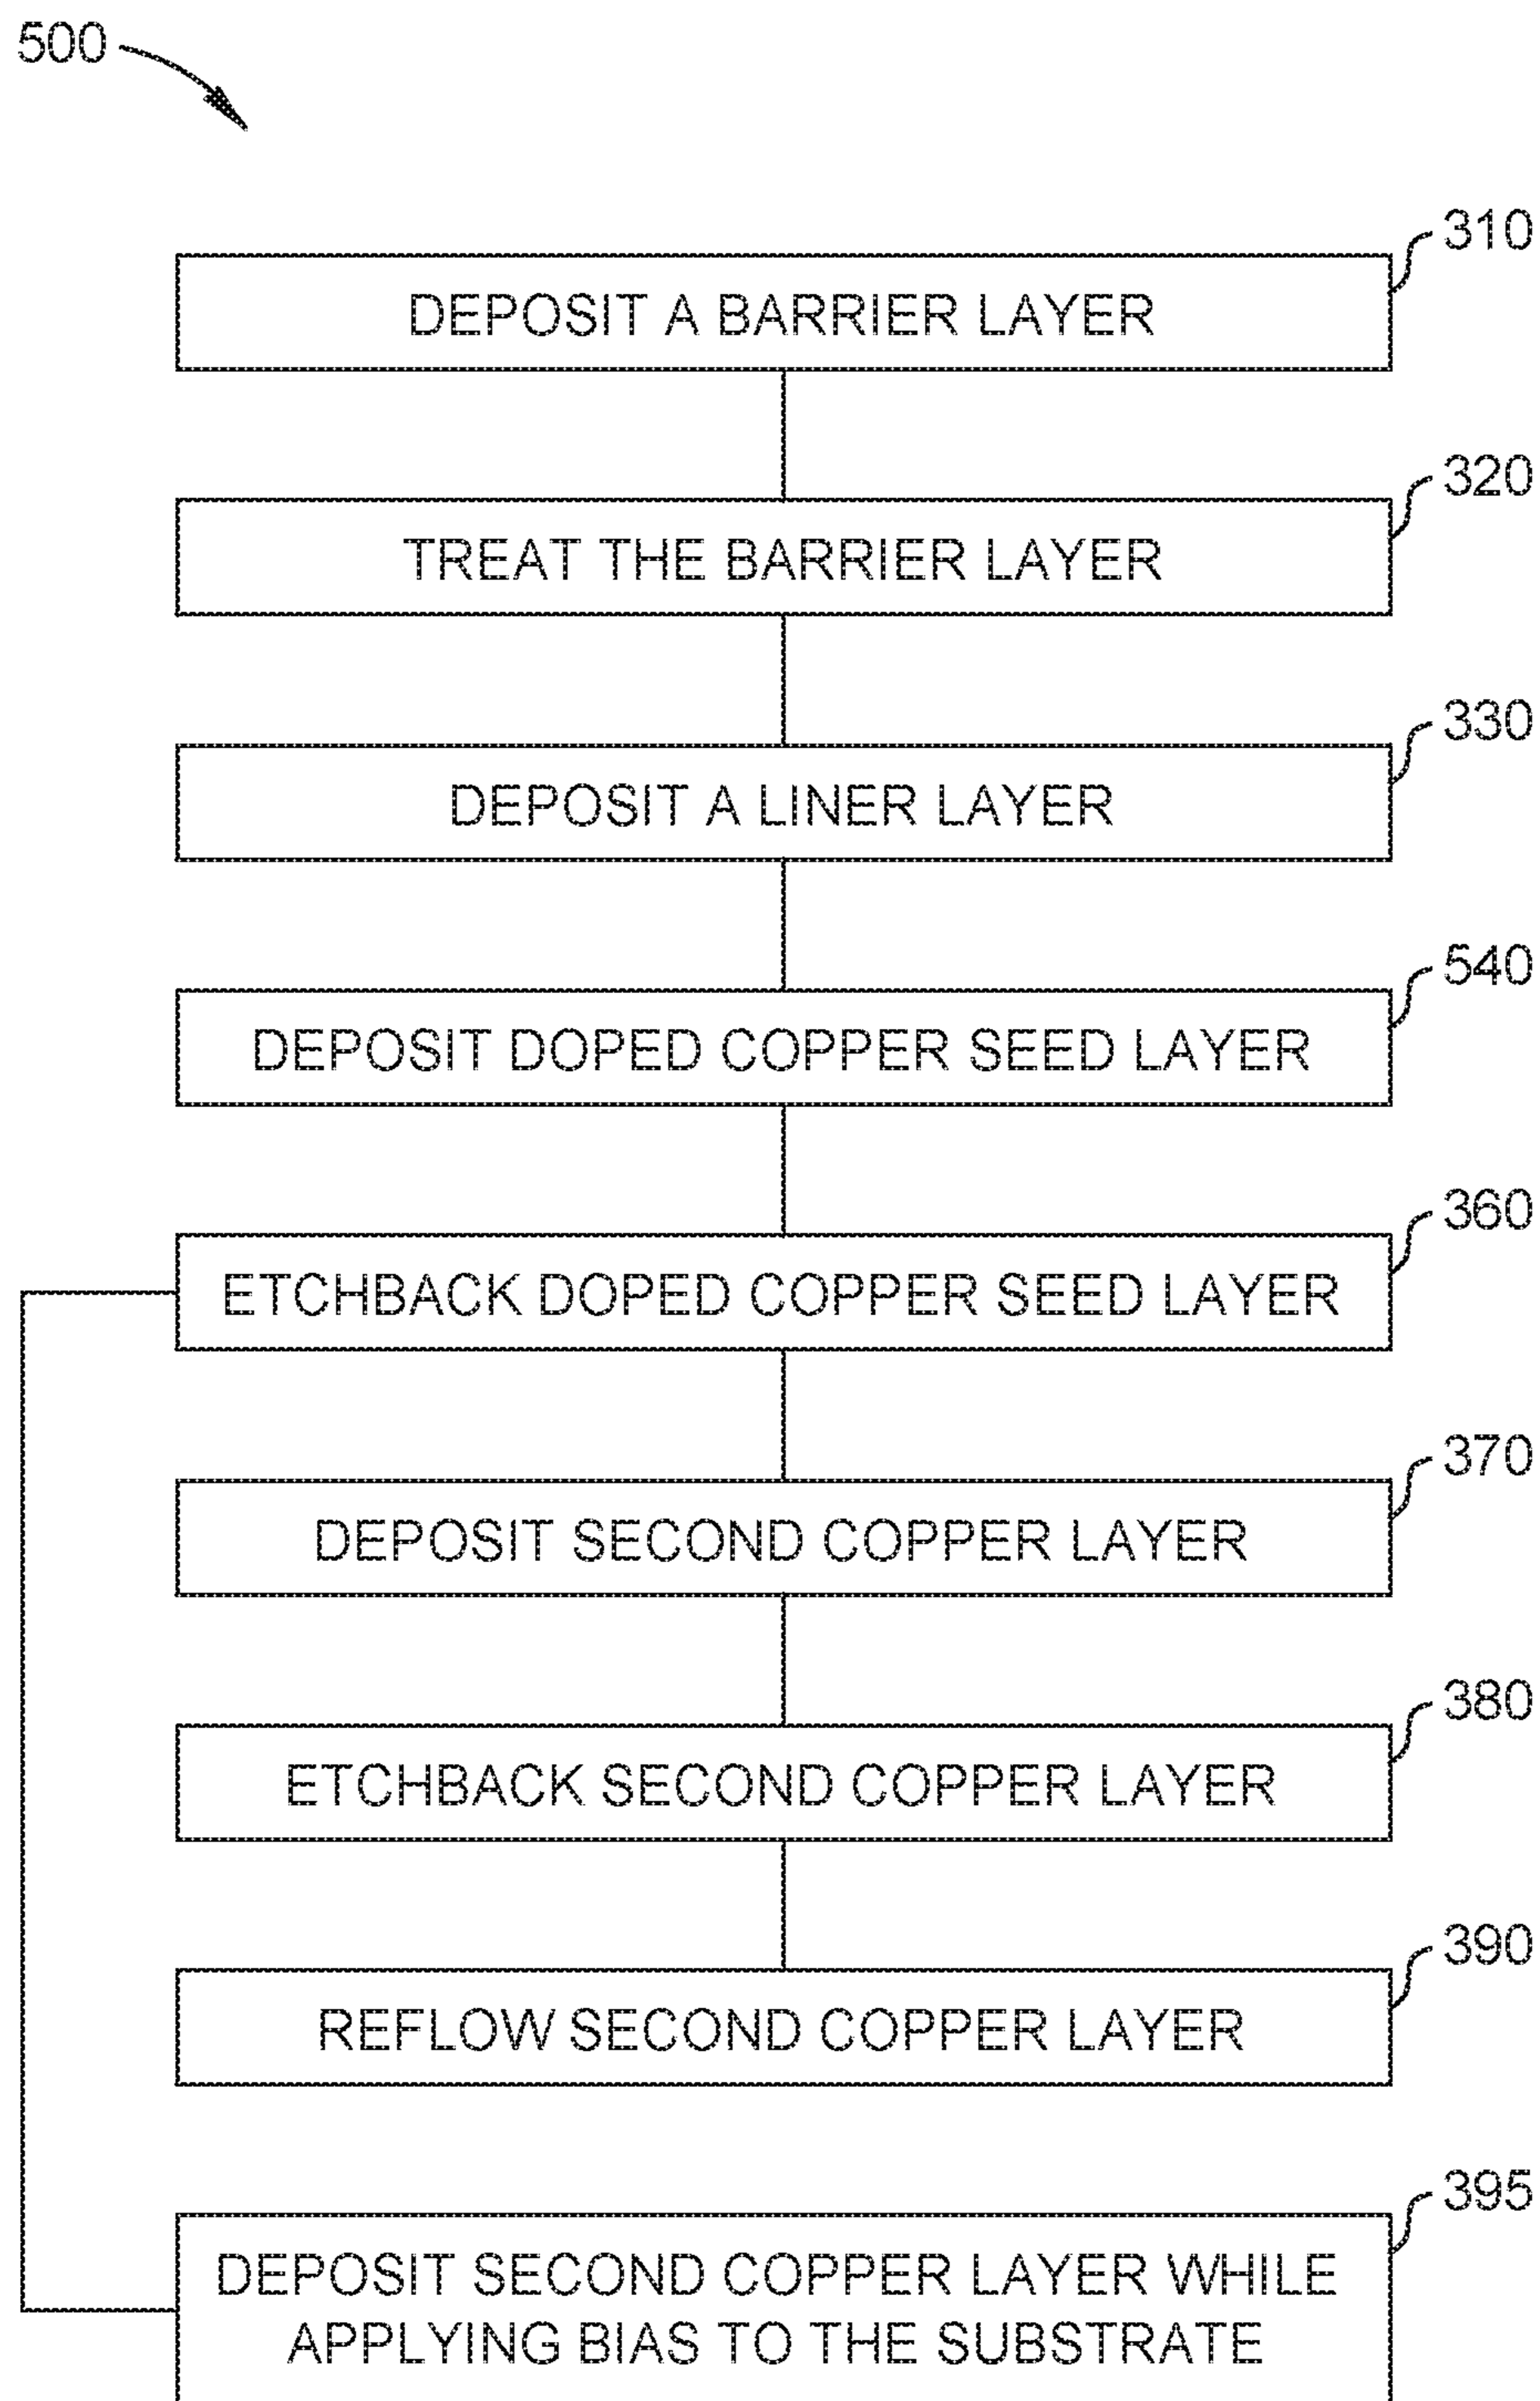 500
310
DEPOSIT A BARRIER LAYER
320
TREAT THE BARRIER LAYER
330
DEPOSIT A LINER LAYER
540
DEPOSIT DOPED COPPER SEED LAYER
360
ETCHBACK DOPED COPPER SEED LAYER
370
DEPOSIT SECOND COPPER LAYER
380
ETCHBACK SECOND COPPER LAYER
390
REFLOW SECOND COPPER LAYER
395
DEPOSIT SECOND COPPER LAYER WHILE
APPLYING BIAS TO THE SUBSTRATE